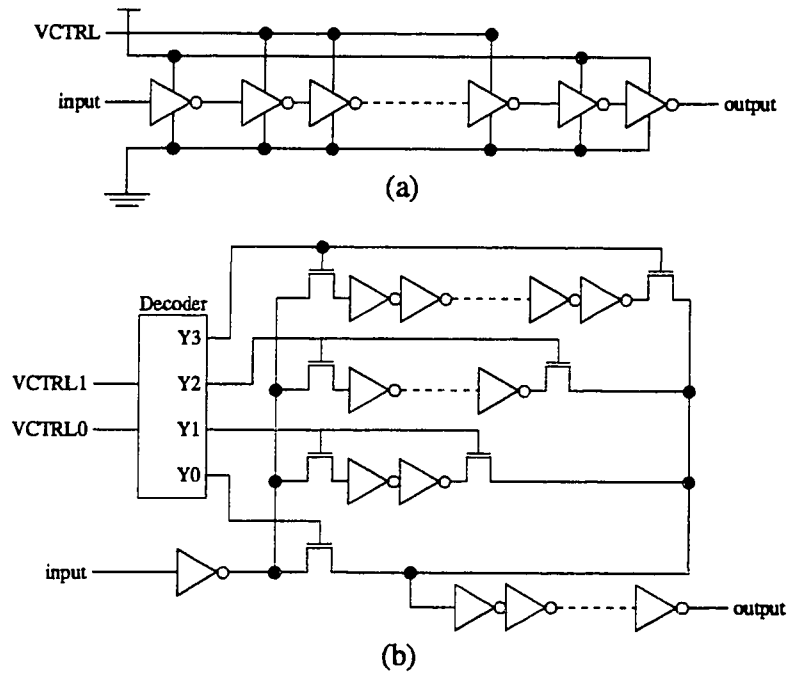 VCTRL
input
output
(a)
Decoder
Y3
VCTRL1
Y2
VCTRL0
Y1
Y0
input
output
(b)